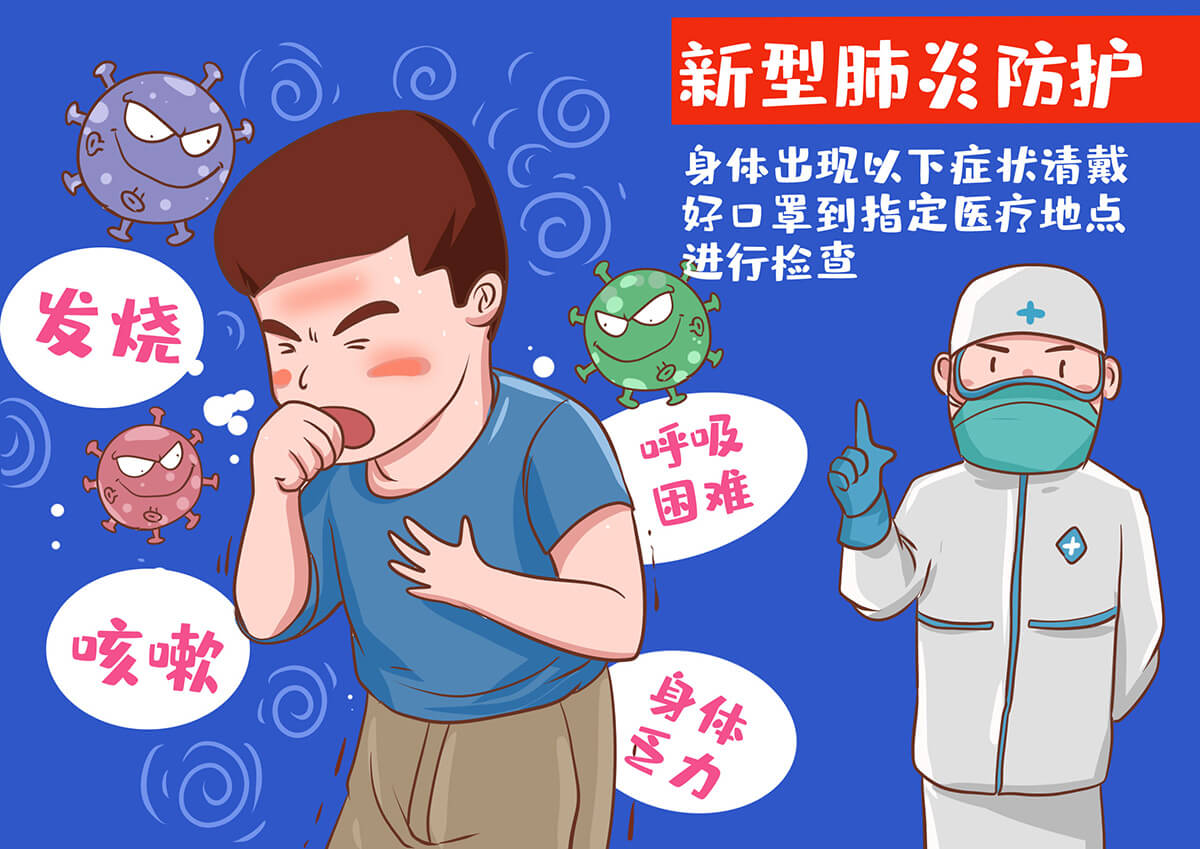 新型肺炎防护
身体出现以下症状请戴
好口罩到指定医疗地点
进行检查
发烧
呼吸
困难
咳嗽
身体
乏力